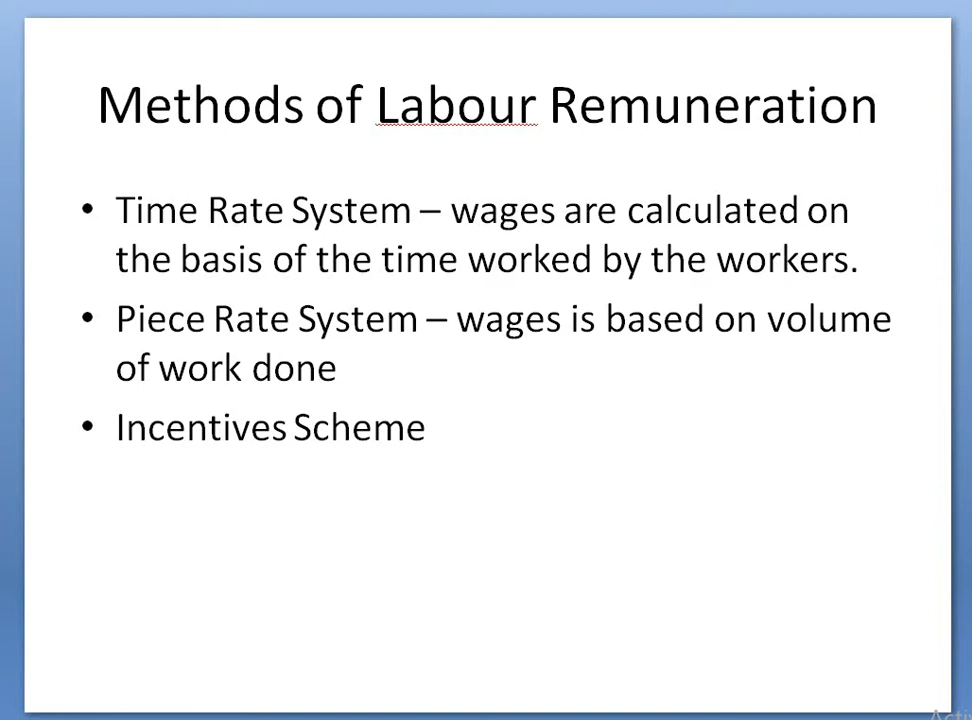 Methods of Labour Remuneration
• Time Rate System – wages are calculated on
the basis of the time worked by the workers.
• Piece Rate System – wages is based on volume
of work done
• Incentives Scheme